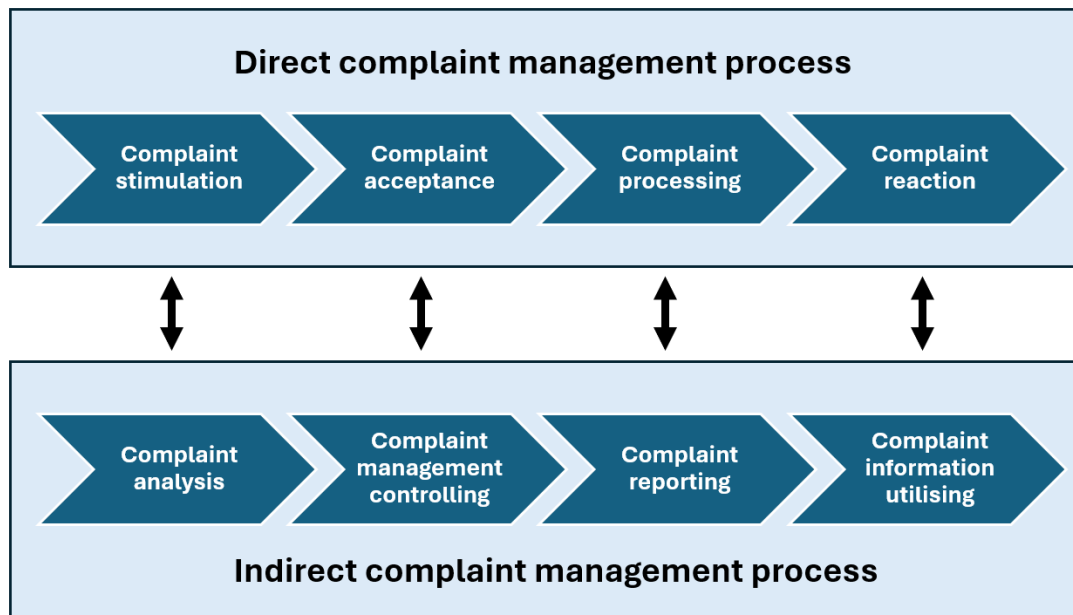 Direct complaint management process
Complaint
stimulation
Complaint
acceptance
Complaint
processing
Complaint
reaction
Complaint
analysis
Complaint
management
controlling
Complaint
reporting
Complaint
information
utilising
Indirect complaint management process